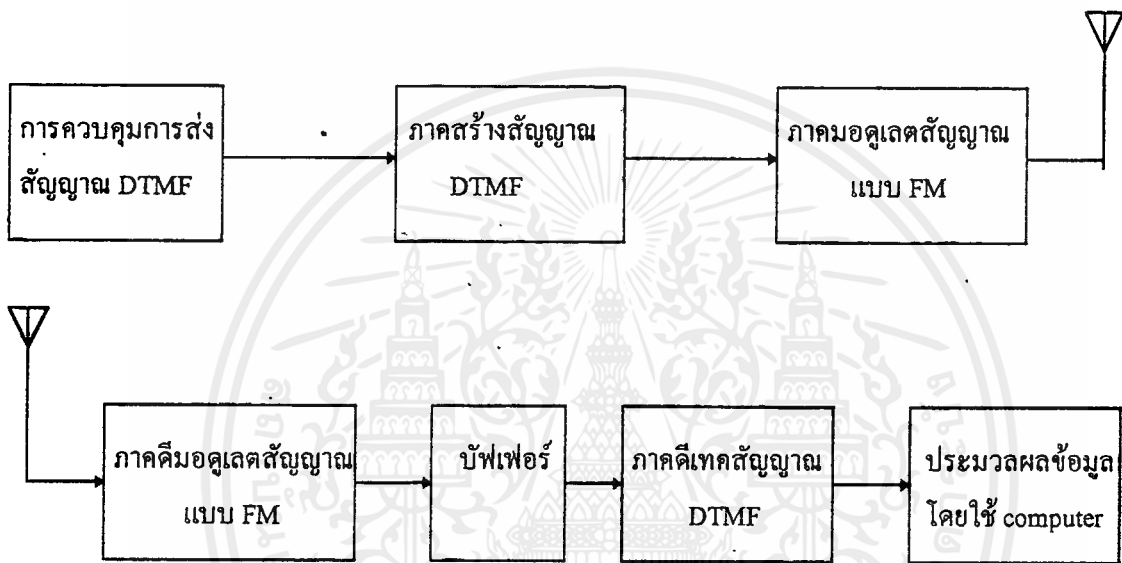 การควบคุมการส่ง
สัญญาณ DTMF
ภาคสร้างสัญญาณ
DTMF
ภาคมอดูเลตสัญญาณ
แบบ FM
ภาคดีมอดูเลตสัญญาณ
แบบ FM
บัฟเฟอร์
ภาคดีเทคสัญญาณ
DTMF
ประมวลผลข้อมูล
โดยใช้ computer